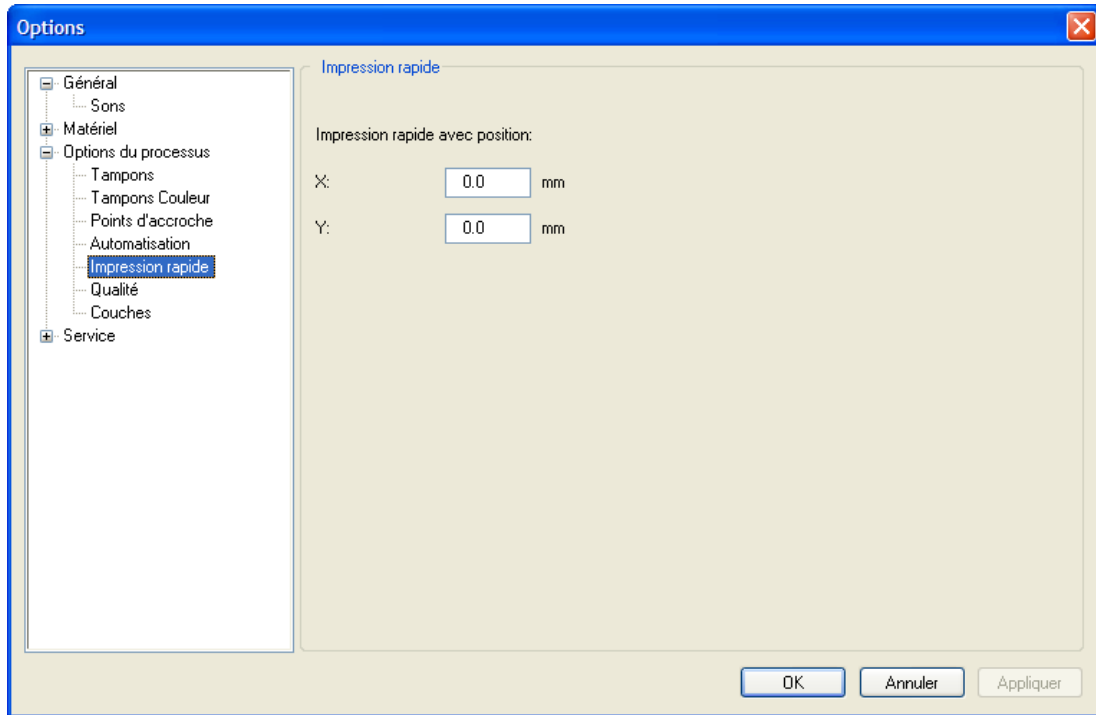 Options
Général
Sons
Matériel
Options du processus
Tampons
Tampons Couleur
Points d'accroche
Automatisation
Impression rapide
Qualité
Couches
Service
Impression rapide
Impression rapide avec position:
X: 0.0 mm
Y: 0.0 mm
OK Annuler Appliquer